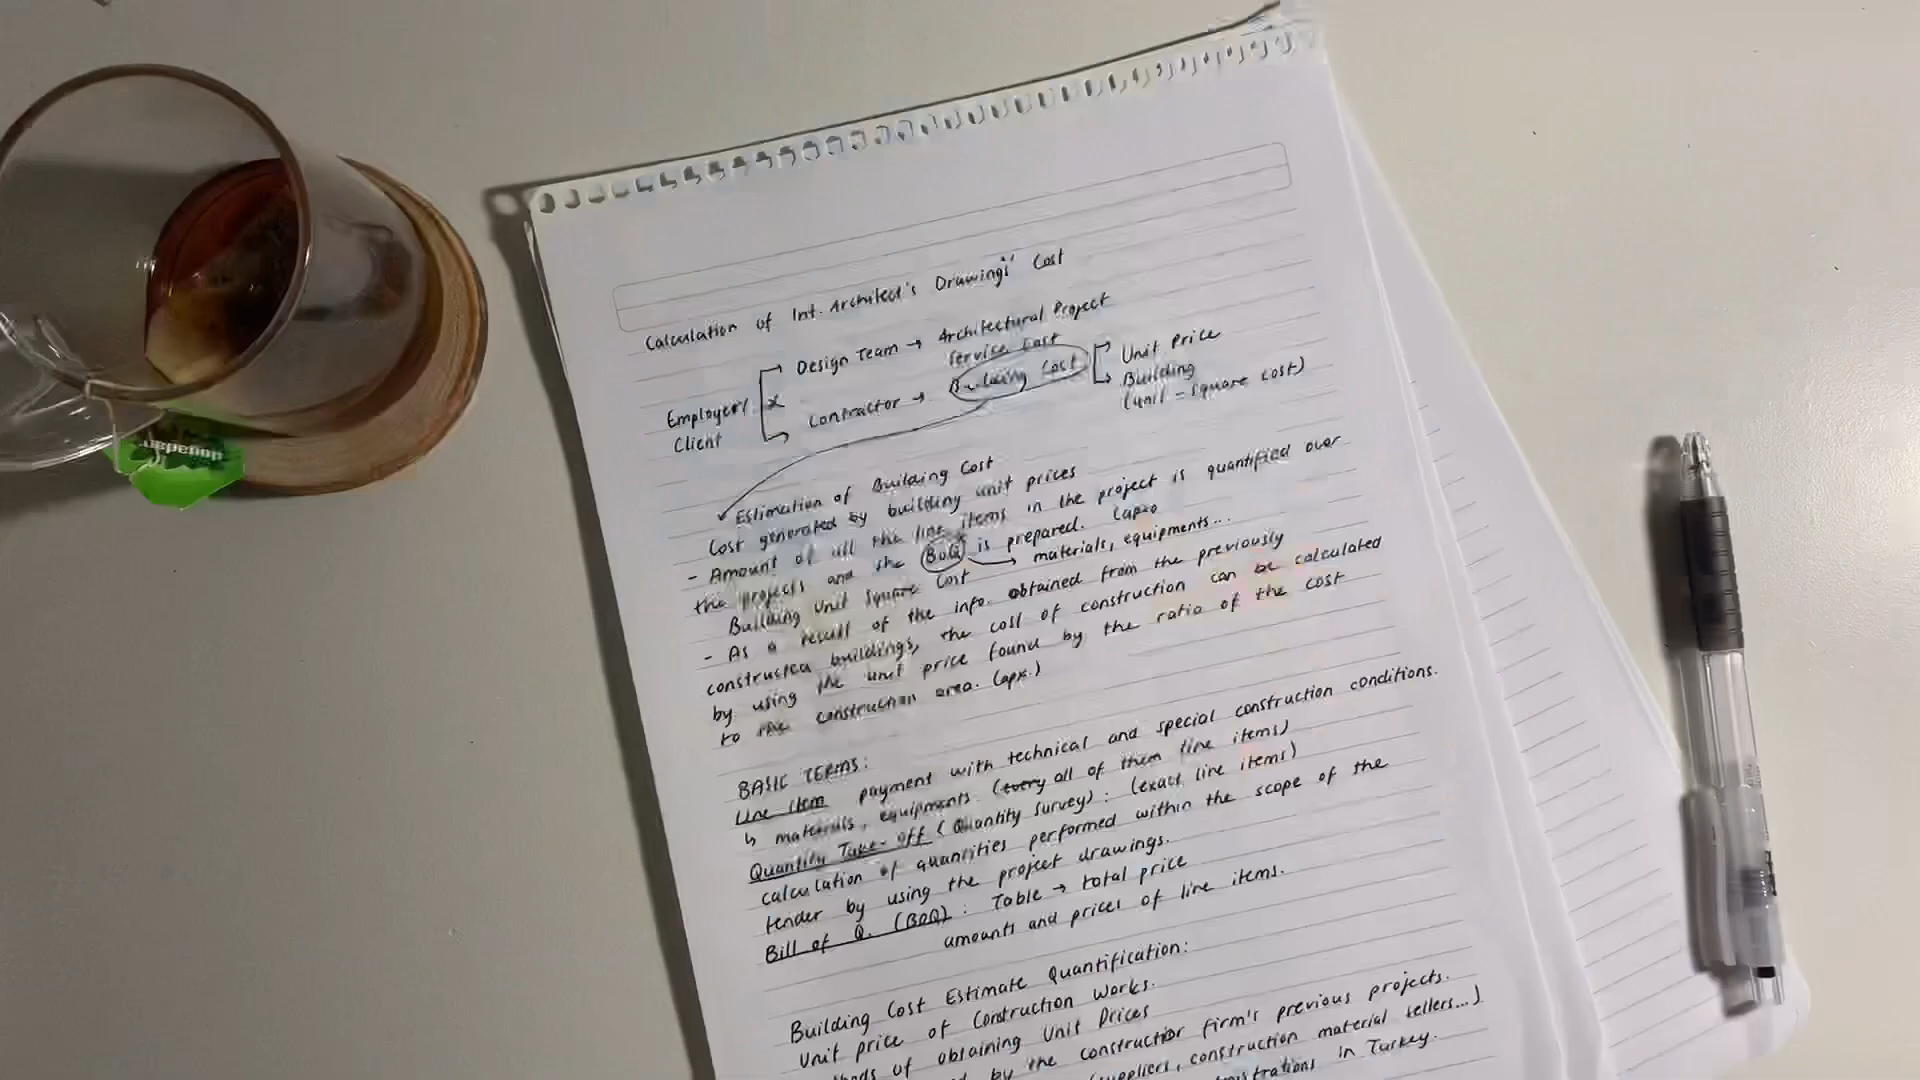 Calculation of Int. Architect's Drawings' Cost
Employer/
Client
Design Team → Architectural Project
Service Cost
Contractor → Building Cost
Unit Price
Building
(unit - square cost)
Estimation of Building Cost
Cost generated by building unit prices
- Amount of all the line items in the project is quantified over
the projects and the BoQ is prepared.
Building Unit Square Cost → materials, equipments...
- As a result of the info. obtained from the previously
constructed buildings, the cost of construction can be calculated
by using the unit price found by the ratio of the cost
to the construction area. (apx.)
BASIC TERMS:
Line item payment with technical and special construction conditions.
↳ materials, equipments (every all of them line items)
Quantity Take-off (Quantity Survey): (exact line items)
calculation of quantities performed within the scope of the
tender by using the project drawings.
Bill of Q. (BOQ): Table → total price
amounts and prices of line items.
Building Cost Estimate Quantification:
Unit price of Construction Works.
of obtaining Unit Prices
by the constructor firm's previous projects.
(suppliers, construction material sellers...)
in Turkey.
doğadan